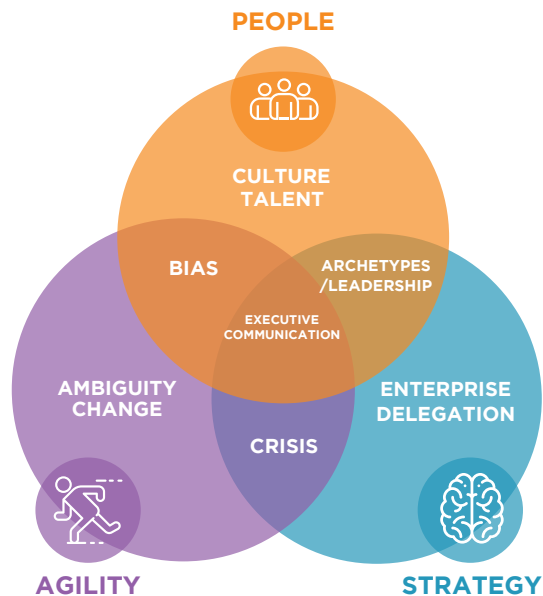 PEOPLE
CULTURE
TALENT
BIAS
ARCHETYPES
/LEADERSHIP
EXECUTIVE
COMMUNICATION
AMBIGUITY
CHANGE
ENTERPRISE
DELEGATION
CRISIS
AGILITY
STRATEGY